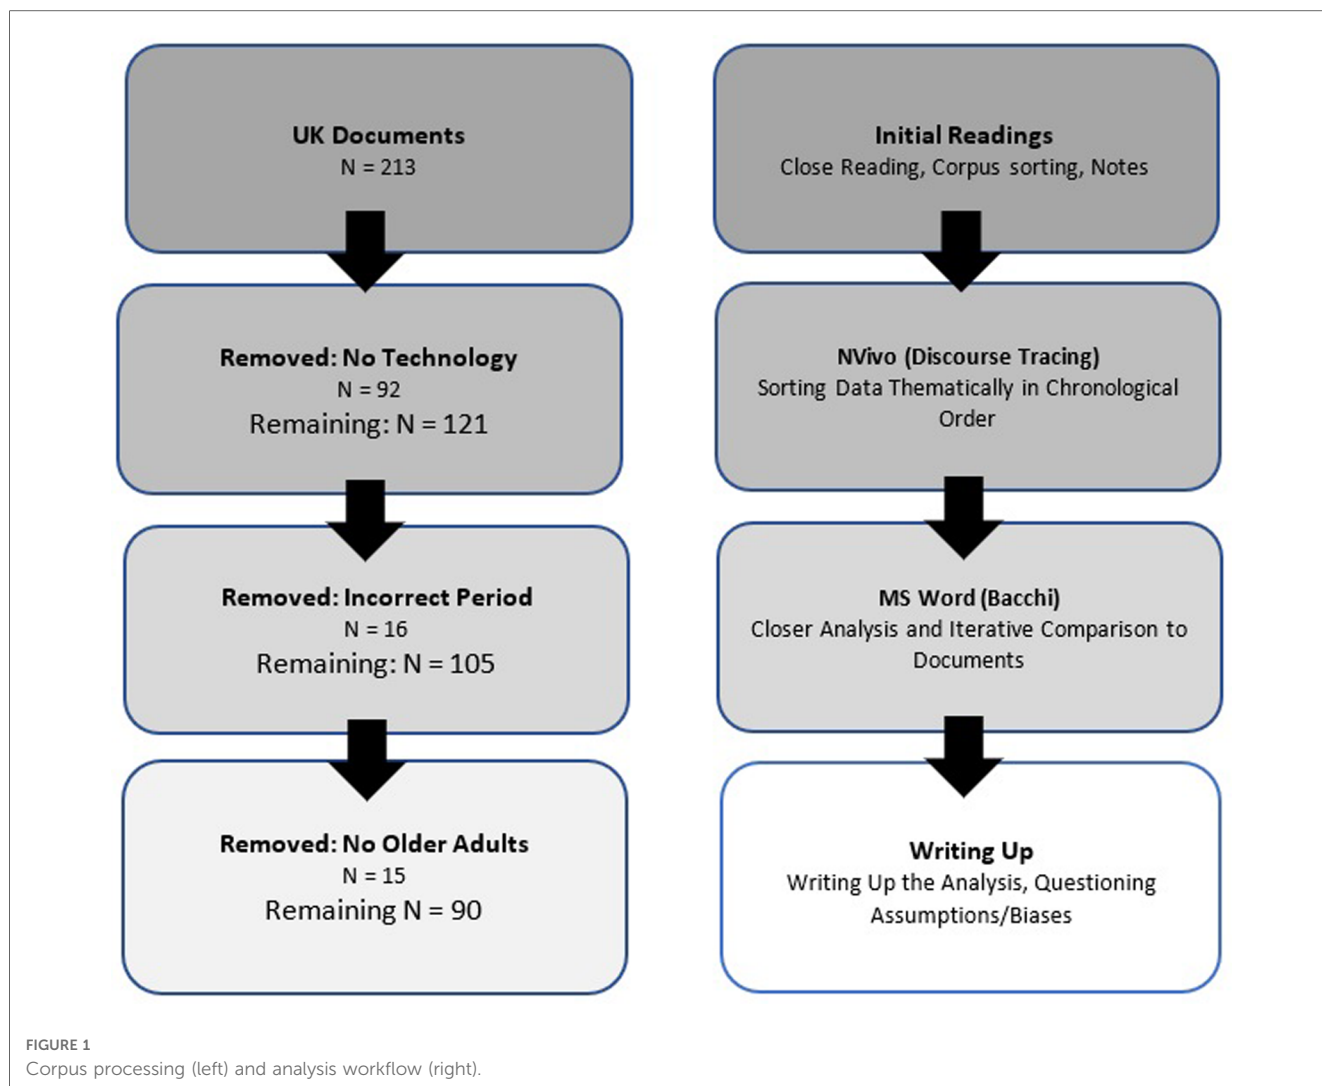 UK Documents
N = 213
Removed: No Technology
N = 92
Remaining: N = 121
Removed: Incorrect Period
N = 16
Remaining: N = 105
Removed: No Older Adults
N = 15
Remaining N = 90
Initial Readings
Close Reading, Corpus sorting, Notes
NVivo (Discourse Tracing)
Sorting Data Thematically in Chronological
Order
MS Word (Bacchi)
Closer Analysis and Iterative Comparison to
Documents
Writing Up
Writing Up the Analysis, Questioning
Assumptions/Biases
FIGURE 1
Corpus processing (left) and analysis workflow (right).